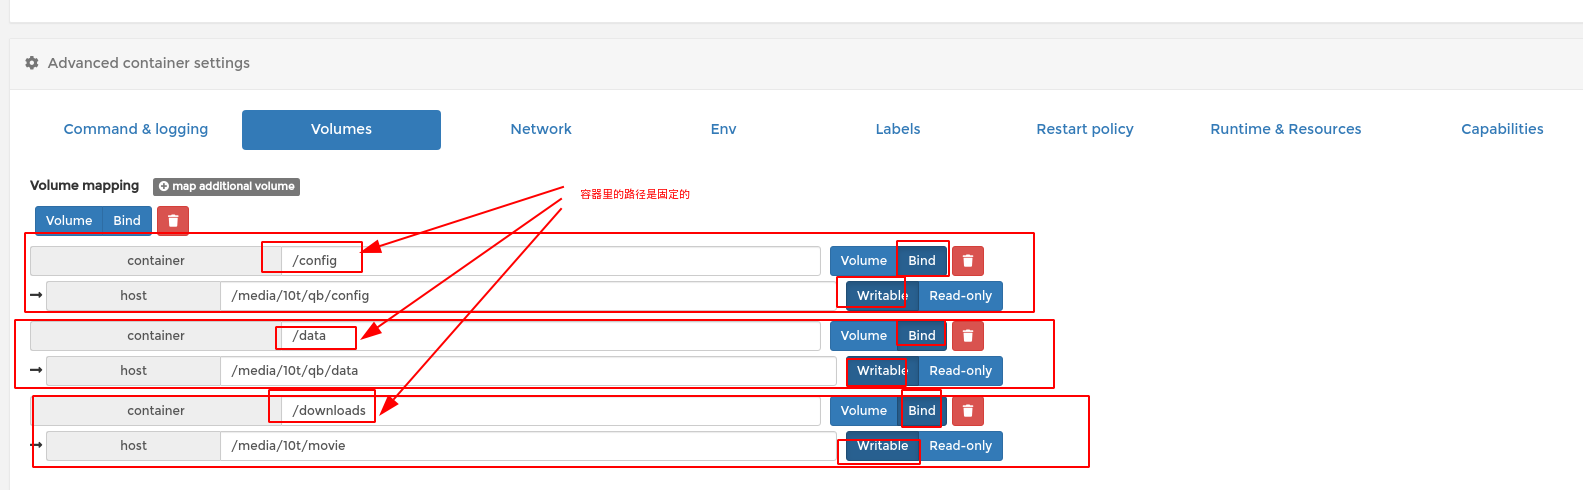 Advanced container settings
Command & logging Volumes Network Env Labels Restart policy Runtime & Resources Capabilities
Volume mapping map additional volume
容器里的路径是固定的
Volume Bind
container /config Volume Bind
host /media/10t/qb/config Writable Read-only
container /data Volume Bind
host /media/10t/qb/data Writable Read-only
container /downloads Volume Bind
host /media/10t/movie Writable Read-only